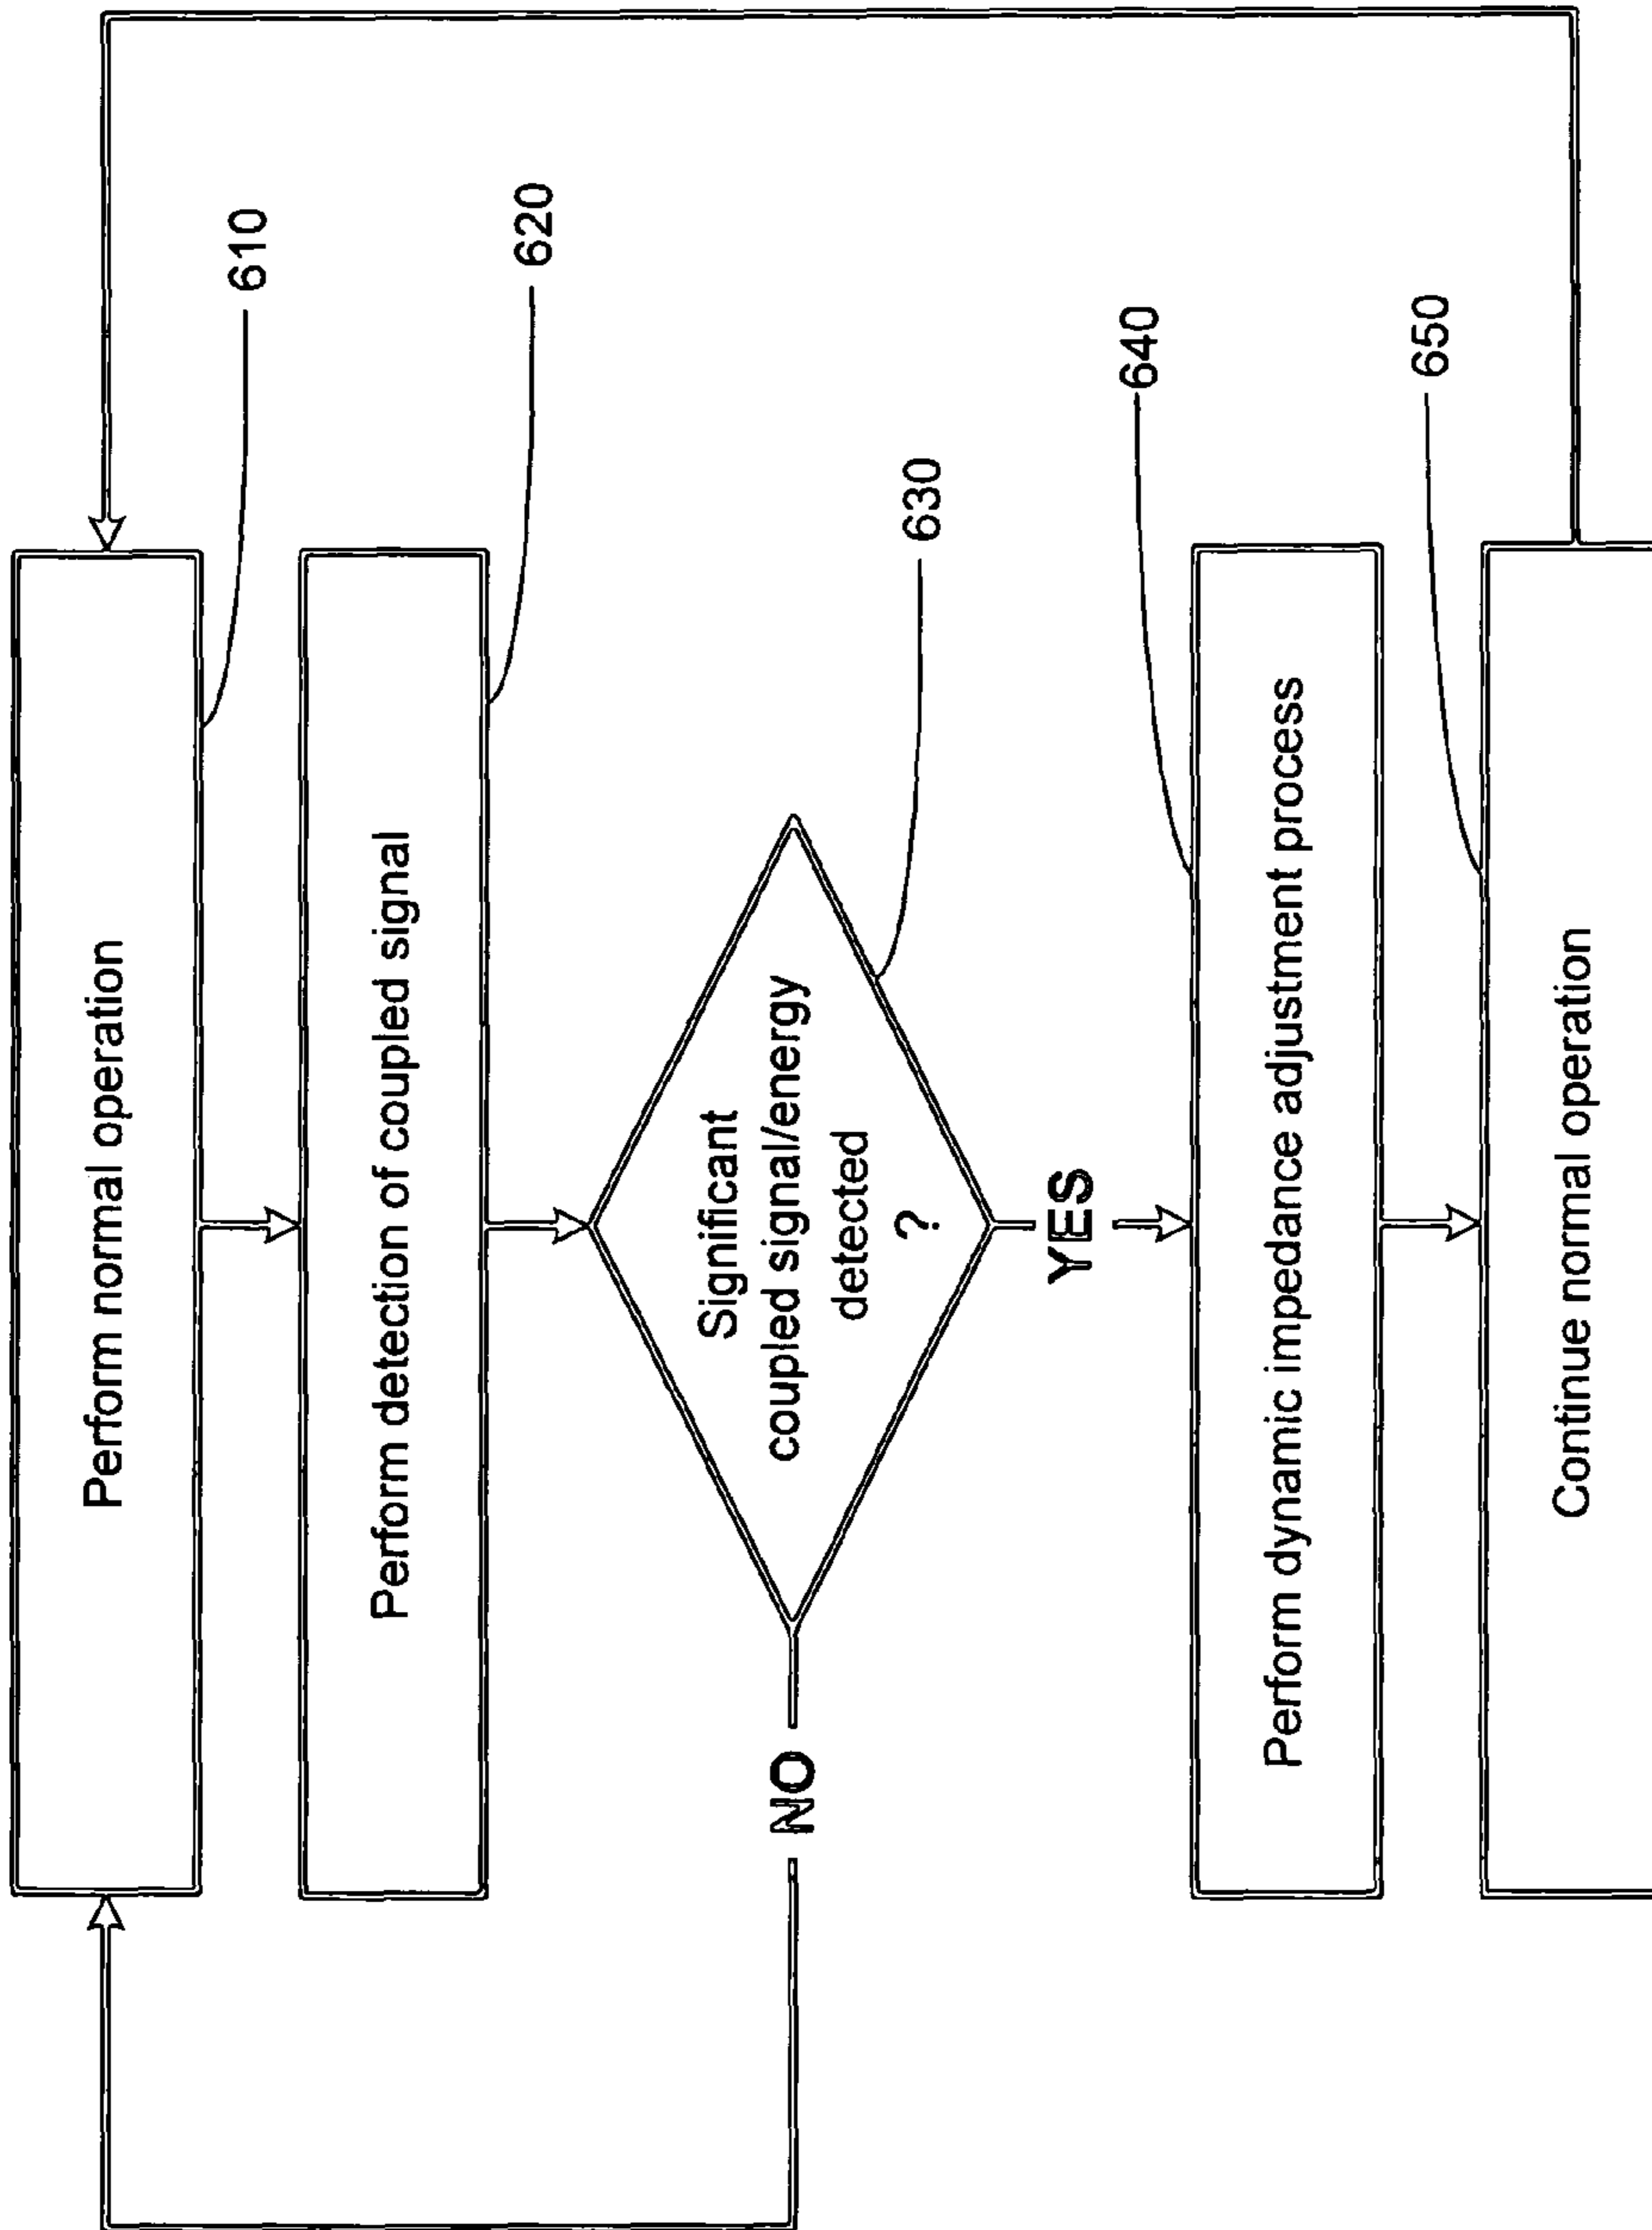 Perform normal operation
610
Perform detection of coupled signal
620
Significant
coupled signal/energy
detected
?
630
NO
YES
640
Perform dynamic impedance adjustment process
650
Continue normal operation